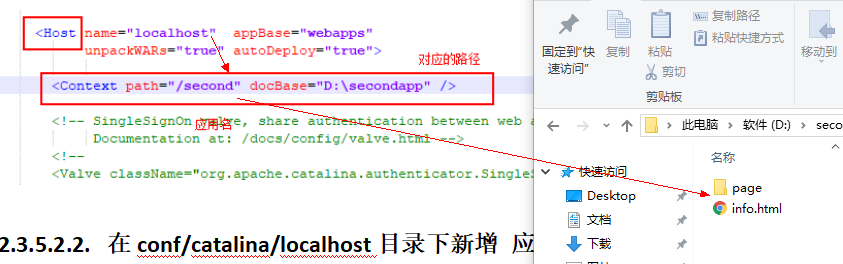 <Host name="localhost" appBase="webapps"
unpackWARs="true" autoDeploy="true">
对应的路径
<Context path="/second" docBase="D:\secondapp" />
应用名
<!-- SingleSignOn valve, share authentication between web a
Documentation at: /docs/config/valve.html -->
<!--
<Valve className="org.apache.catalina.authenticator.SingleS
2.3.5.2.2. 在 conf/catalina/localhost 目录下新增 应
固定到"快速访问"
复制
粘贴
复制路径
粘贴快捷方式
剪切
移动到
剪贴板
此电脑 > 软件 (D:) > seco
名称
快速访问
Desktop
文档
下载
page
info.html